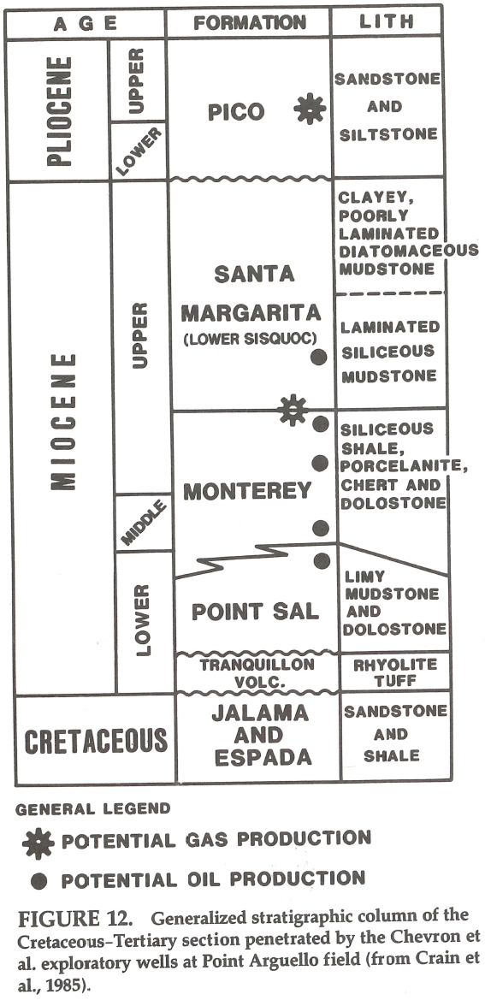 AGE FORMATION LITH
PLIOCENE
UPPER
LOWER
PICO
SANDSTONE
AND
SILTSTONE
MIOCENE
UPPER
SANTA
MARGARITA
(LOWER SISQUOC)
CLAYEY,
POORLY
LAMINATED
DIATOMACEOUS
MUDSTONE
LAMINATED
SILICEOUS
MUDSTONE
MIDDLE
MONTEREY
SILICEOUS
SHALE,
PORCELANITE,
CHERT AND
DOLOSTONE
LOWER
POINT SAL
LIMY
MUDSTONE
AND
DOLOSTONE
TRANQUILLON
VOLC.
RHYOLITE
TUFF
CRETACEOUS
JALAMA
AND
ESPADA
SANDSTONE
AND
SHALE
GENERAL LEGEND
POTENTIAL GAS PRODUCTION
POTENTIAL OIL PRODUCTION
FIGURE 12. Generalized stratigraphic column of the
Cretaceous–Tertiary section penetrated by the Chevron et
al. exploratory wells at Point Arguello field (from Crain et
al., 1985).